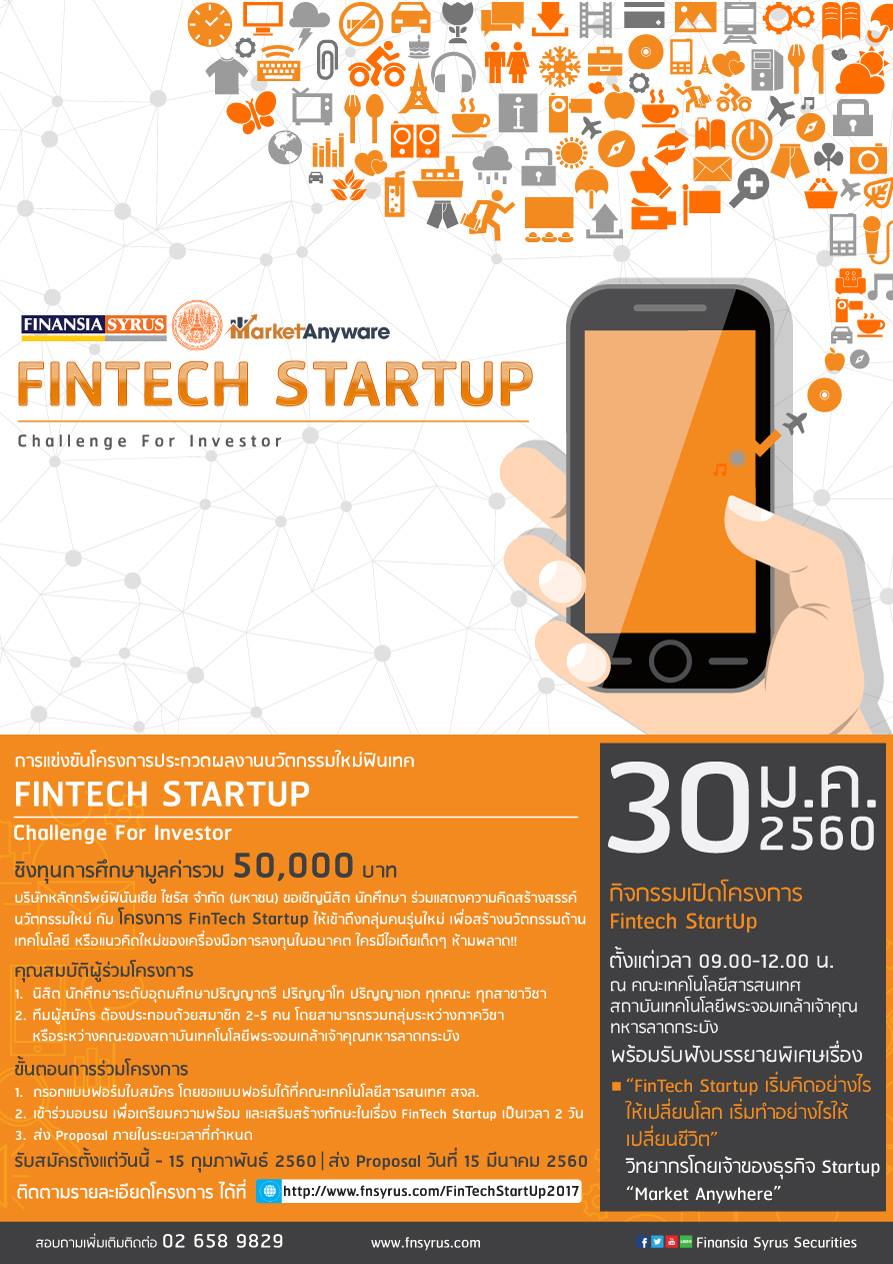 FINANSIA SYRUS
MarketAnyware
FINTECH STARTUP
Challenge For Investor
การแข่งขันโครงการประกวดผลงานนวัตกรรมใหม่ฟินเทค
FINTECH STARTUP
Challenge For Investor
ชิงทุนการศึกษามูลค่ารวม 50,000 บาท
บริษัทหลักทรัพย์ฟินันเซีย ไซรัส จำกัด (มหาชน) ขอเชิญนิสิต นักศึกษา ร่วมแสดงความคิดสร้างสรรค์
นวัตกรรมใหม่ กับ โครงการ FinTech Startup ให้เข้าถึงกลุ่มคนรุ่นใหม่ เพื่อสร้างนวัตกรรมด้าน
เทคโนโลยี หรือแนวคิดใหม่ของเครื่องมือการลงทุนในอนาคต ใครมีไอเดียเด็ดๆ ห้ามพลาด!!
คุณสมบัติผู้ร่วมโครงการ
1. นิสิต นักศึกษาระดับอุดมศึกษาปริญญาตรี ปริญญาโท ปริญญาเอก ทุกคณะ ทุกสาขาวิชา
2. ทีมผู้สมัคร ต้องประกอบด้วยสมาชิก 2-5 คน โดยสามารถรวมกลุ่มระหว่างภาควิชา
หรือระหว่างคณะของสถาบันเทคโนโลยีพระจอมเกล้าเจ้าคุณทหารลาดกระบัง
ขั้นตอนการร่วมโครงการ
1. กรอกแบบฟอร์มใบสมัคร โดยขอแบบฟอร์มได้ที่คณะเทคโนโลยีสารสนเทศ สจล.
2. เข้าร่วมอบรม เพื่อเตรียมความพร้อม และเสริมสร้างทักษะในเรื่อง FinTech Startup เป็นเวลา 2 วัน
3. ส่ง Proposal ภายในระยะเวลาที่กำหนด
รับสมัครตั้งแต่วันนี้ - 15 กุมภาพันธ์ 2560 | ส่ง Proposal วันที่ 15 มีนาคม 2560
ติดตามรายละเอียดโครงการ ได้ที่ http://www.fnsyrus.com/FinTechStartUp2017
30 ม.ค. 2560
กิจกรรมเปิดโครงการ
Fintech StartUp
ตั้งแต่เวลา 09.00-12.00 น.
ณ คณะเทคโนโลยีสารสนเทศ
สถาบันเทคโนโลยีพระจอมเกล้าเจ้าคุณ
ทหารลาดกระบัง
พร้อมรับฟังบรรยายพิเศษเรื่อง
"FinTech Startup เริ่มคิดอย่างไร
ให้เปลี่ยนโลก เริ่มทำอย่างไรให้
เปลี่ยนชีวิต"
วิทยากรโดยเจ้าของธุรกิจ Startup
"Market Anywhere"
สอบถามเพิ่มเติมติดต่อ 02 658 9829
www.fnsyrus.com
Finansia Syrus Securities